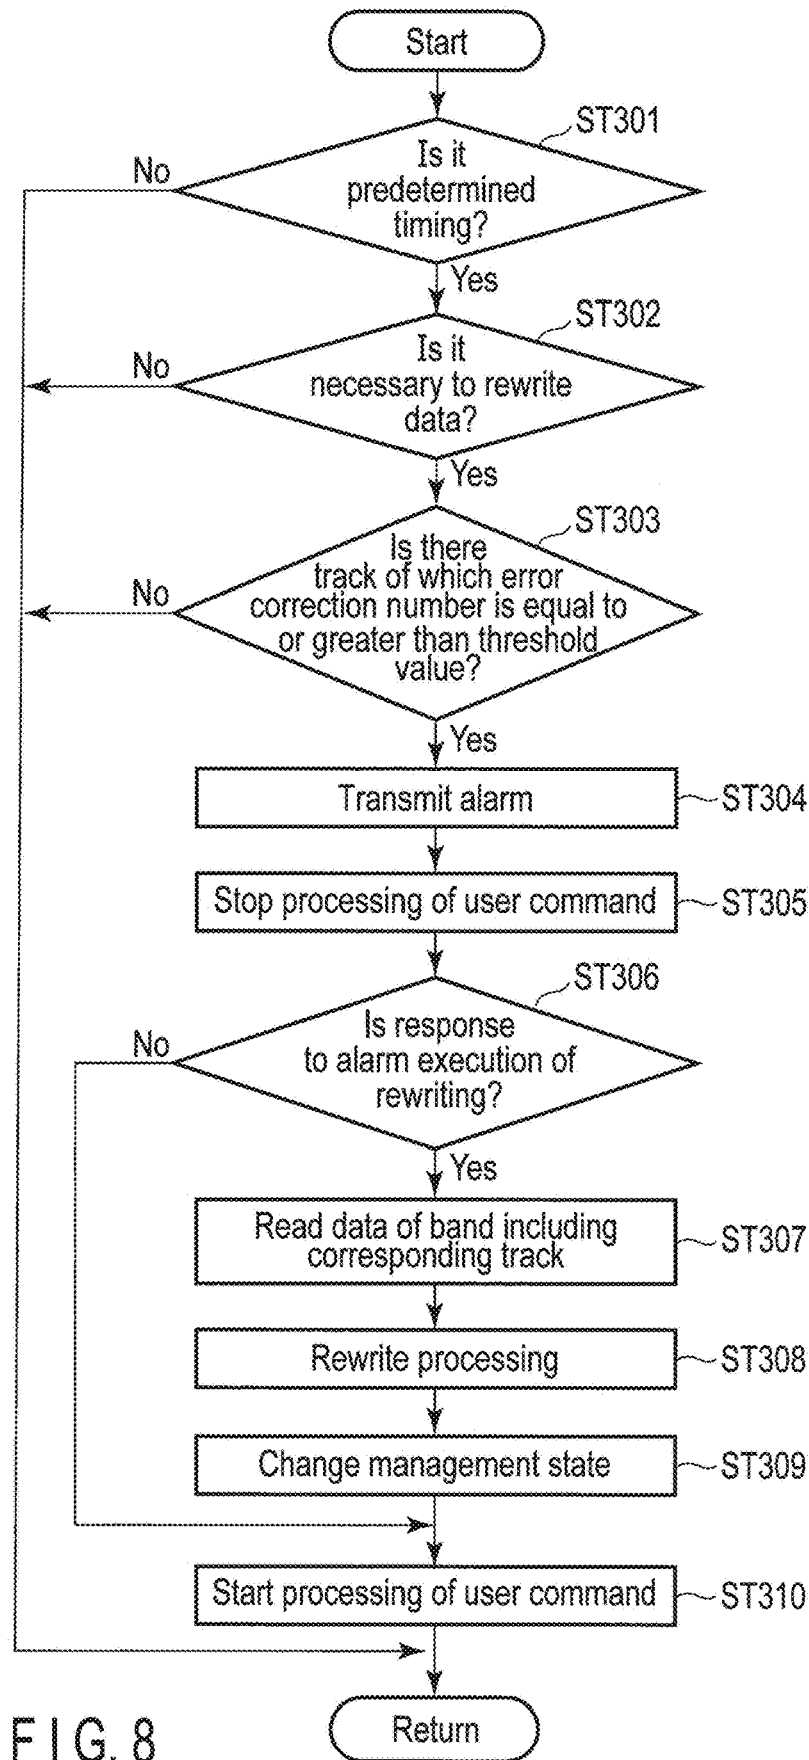 Start
ST301
Is it
predetermined
timing?
No
Yes
ST302
Is it
necessary to rewrite
data?
No
Yes
ST303
Is there
track of which error
correction number is equal to
or greater than threshold
value?
No
Yes
Transmit alarm
ST304
Stop processing of user command
ST305
ST306
Is response
to alarm execution of
rewriting?
No
Yes
Read data of band including
corresponding track
ST307
Rewrite processing
ST308
Change management state
ST309
Start processing of user command
ST310
Return
FIG. 8